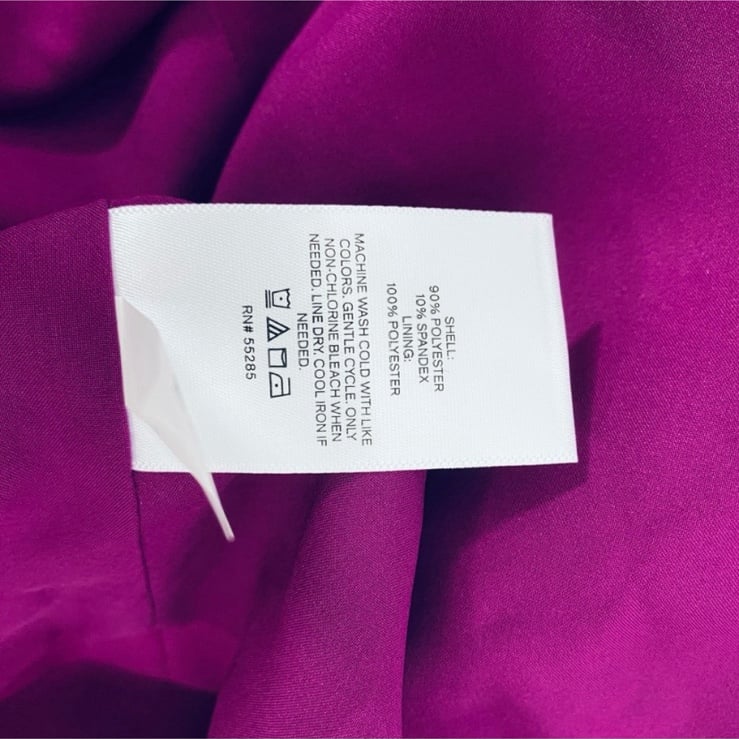 SHELL:
90% POLYESTER
10% SPANDEX
LINING:
100% POLYESTER
MACHINE WASH COLD WITH LIKE
COLORS. GENTLE CYCLE. ONLY
NON-CHLORINE BLEACH WHEN
NEEDED. LINE DRY. COOL IRON IF
NEEDED.
RN# 55285